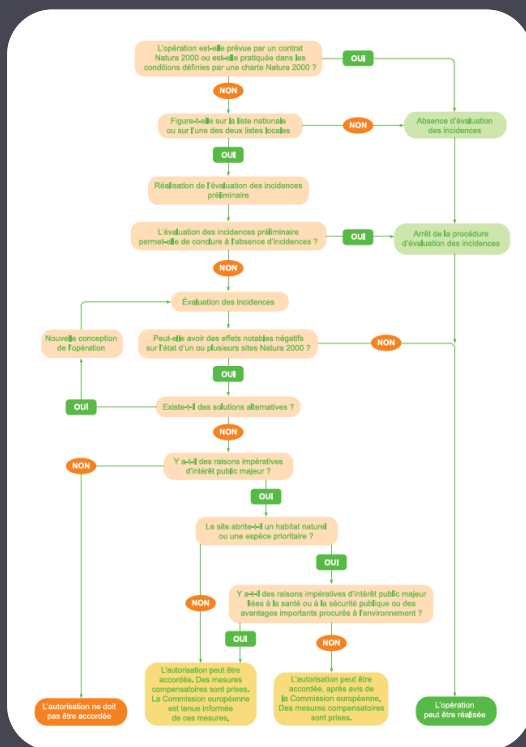 L'opération est-elle prévue par un contrat
Natura 2000 ou est-elle pratiquée dans les
conditions définies par une charte Natura 2000 ?
OUI
NON
Figure-t-elle sur la liste nationale
ou sur l'une des deux listes locales
NON
Absence d'évaluation
des incidences
OUI
Réalisation de l'évaluation des incidences
préliminaire
L'évaluation des incidences préliminaire
permet-elle de conclure à l'absence d'incidences ?
OUI
Arrêt de la procédure
d'évaluation des incidences
NON
Évaluation des incidences
Nouvelle conception
de l'opération
Peut-elle avoir des effets notables négatifs
sur l'état d'un ou plusieurs sites Natura 2000 ?
NON
OUI
OUI
Existe-t-il des solutions alternatives ?
NON
NON
Y a-t-il des raisons impératives
d'intérêt public majeur ?
OUI
Le site abrite-t-il un habitat naturel
ou une espèce prioritaire ?
OUI
NON
Y a-t-il des raisons impératives d'intérêt public majeur
liées à la santé ou à la sécurité publique ou des
avantages importants procurés à l'environnement ?
OUI
NON
L'autorisation ne doit
pas être accordée
L'autorisation peut être
accordée. Des mesures
compensatoires sont prises.
La Commission européenne
est tenue informée
de ces mesures.
L'autorisation peut être
accordée, après avis de
la Commission européenne,
Des mesures compensatoires
sont prises.
L'opération
peut être réalisée